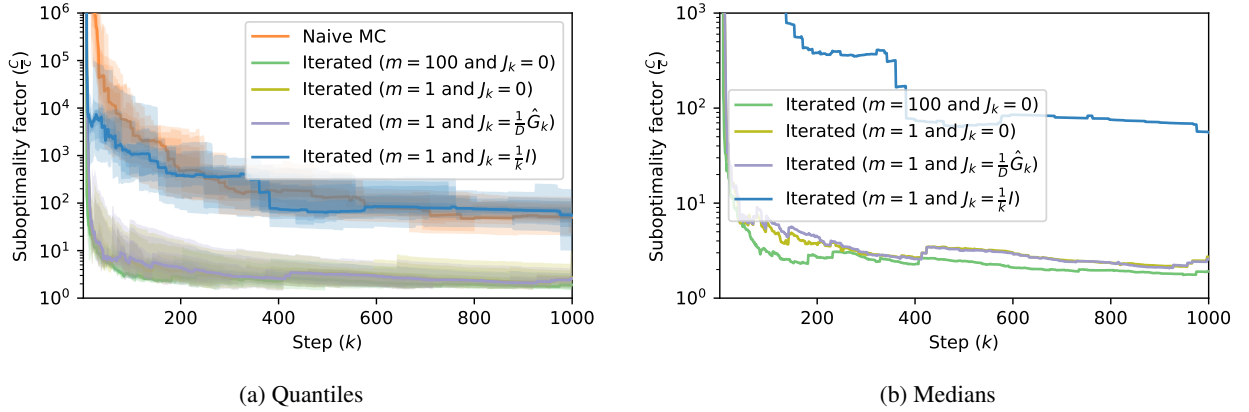 10^6
10^5
10^4
10^3
10^2
10^1
10^0
Suboptimality factor (Ç/C)
Naive MC
Iterated (m = 100 and J_k = 0)
Iterated (m = 1 and J_k = 0)
Iterated (m = 1 and J_k = 1/D Ĝ_k)
Iterated (m = 1 and J_k = 1/k I)
200 400 600 800 1000
Step (k)
(a) Quantiles
10^3
10^2
10^1
10^0
Suboptimality factor
Iterated (m = 100 and J_k = 0)
Iterated (m = 1 and J_k = 0)
Iterated (m = 1 and J_k = 1/D Ĝ_k)
Iterated (m = 1 and J_k = 1/k I)
200 400 600 800 1000
Step (k)
(b) Medians